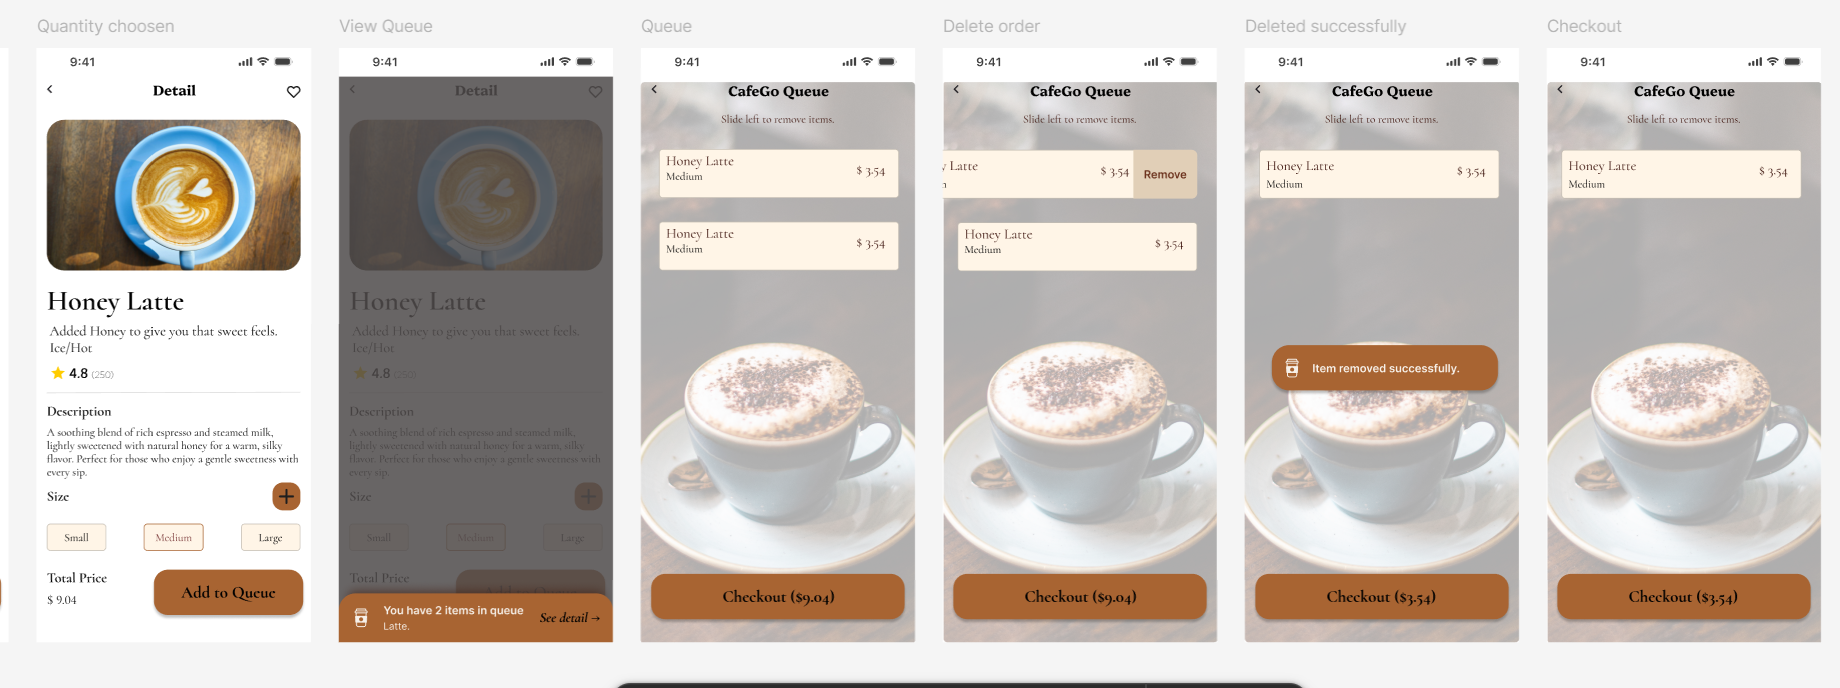 Quantity choosen
9:41
Detail
Honey Latte
Added Honey to give you that sweet feels.
Ice/Hot
4.8 (250)
Description
A soothing blend of rich espresso and steamed milk,
lightly sweetened with natural honey for a warm, silky
flavor. Perfect for those who enjoy a gentle sweetness with
every sip.
Size
Small Medium Large
Total Price
$ 9.04
Add to Queue
View Queue
9:41
Detail
Honey Latte
Added Honey to give you that sweet feels.
Ice/Hot
4.8 (250)
Description
A soothing blend of rich espresso and steamed milk,
lightly sweetened with natural honey for a warm, silky
flavor. Perfect for those who enjoy a gentle sweetness with
every sip.
Size
Small Medium Large
Total Price
Add to Queue
You have 2 items in queue
Latte.
See detail →
Queue
9:41
CafeGo Queue
Slide left to remove items.
Honey Latte
Medium
$ 3.54
Honey Latte
Medium
$ 3.54
Checkout ($9.04)
Delete order
9:41
CafeGo Queue
Slide left to remove items.
y Latte
$ 3.54
Remove
Honey Latte
Medium
$ 3.54
Checkout ($9.04)
Deleted successfully
9:41
CafeGo Queue
Slide left to remove items.
Honey Latte
Medium
$ 3.54
Item removed successfully.
Checkout ($3.54)
Checkout
9:41
CafeGo Queue
Slide left to remove items.
Honey Latte
Medium
$ 3.54
Checkout ($3.54)